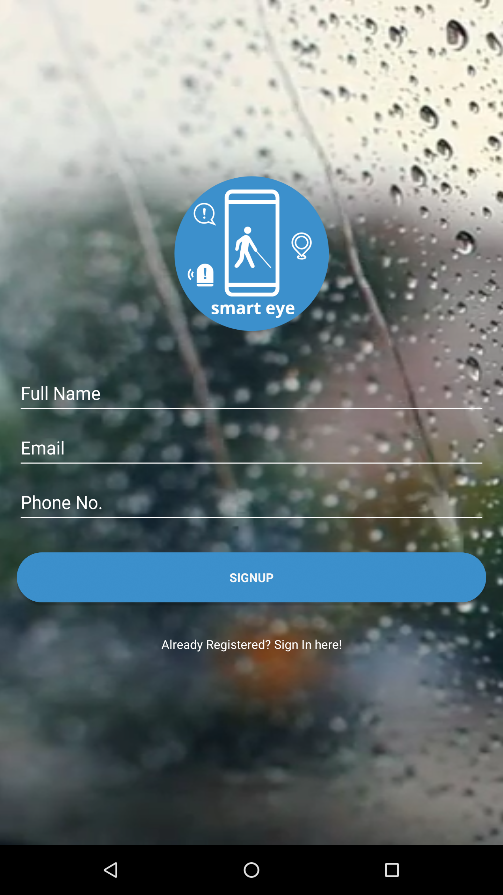 smart eye
Full Name
Email
Phone No.
SIGNUP
Already Registered? Sign In here!